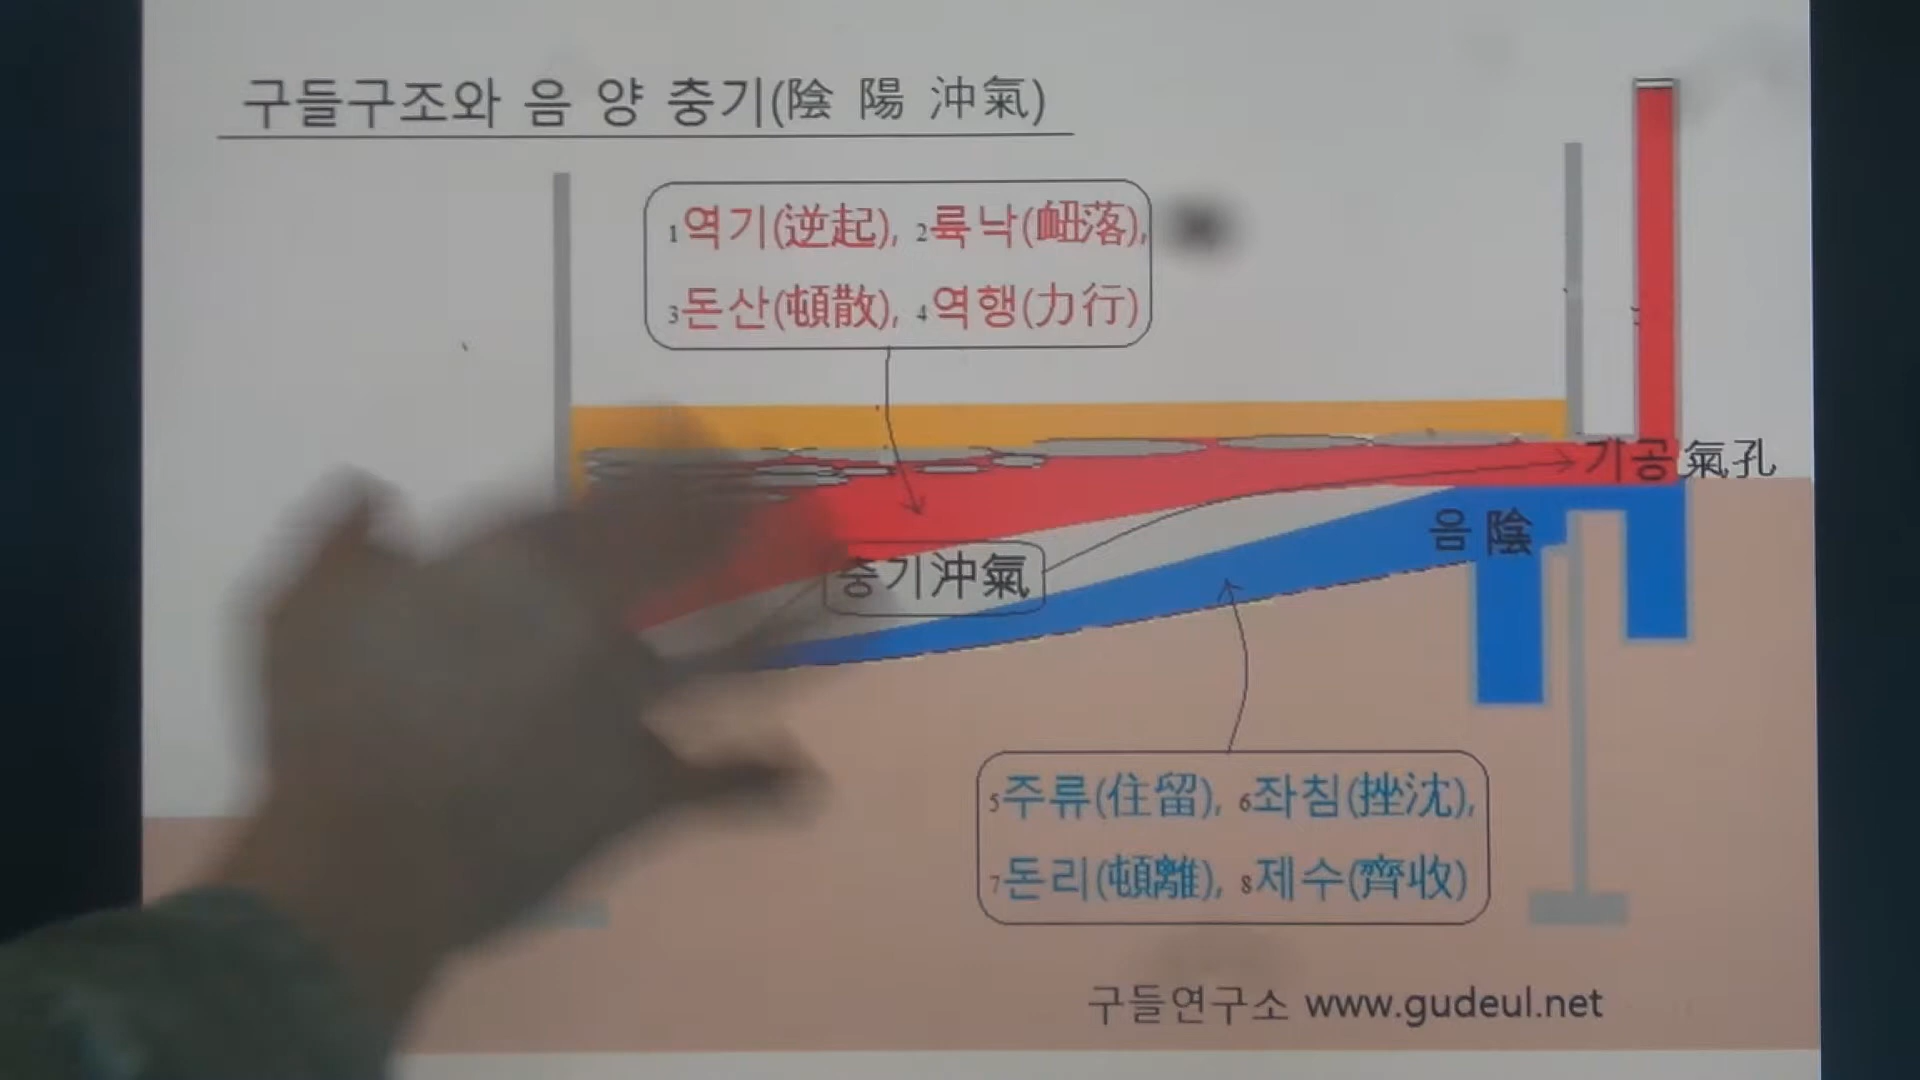 구들구조와 음 양 충기(陰 陽 沖氣)
1역기(逆起), 2륙낙(衄落),
3돈산(頓散), 4역행(力行)
기공 氣孔
음 陰
충기沖氣
5주류(住留), 6좌침(挫沈),
7돈리(頓離), 8제수(齊收)
구들연구소 www.gudeul.net